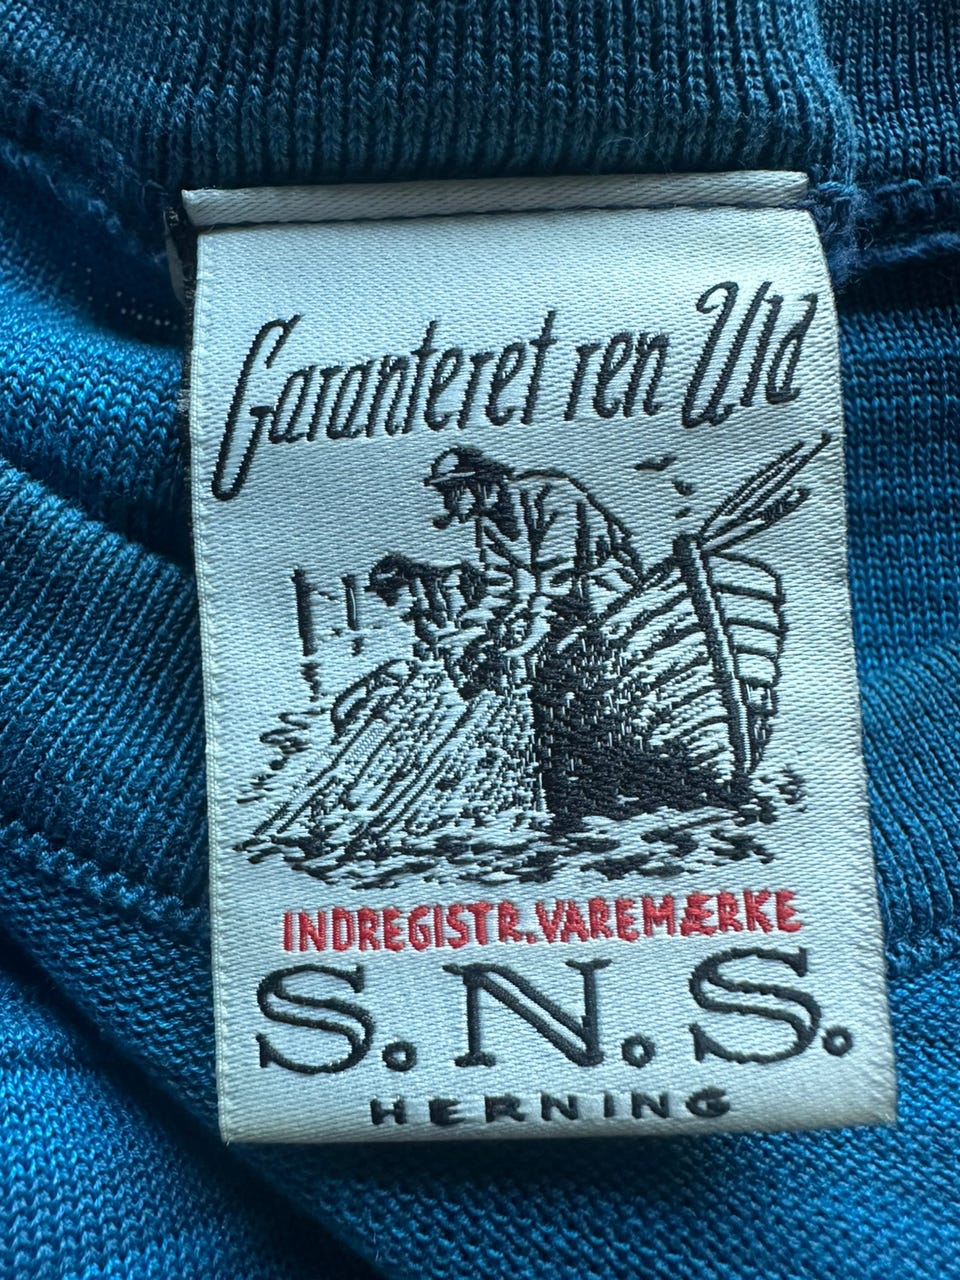 Garanteret ren Uld
INDREGISTR.VAREMÆRKE
S.N.S.
HERNING